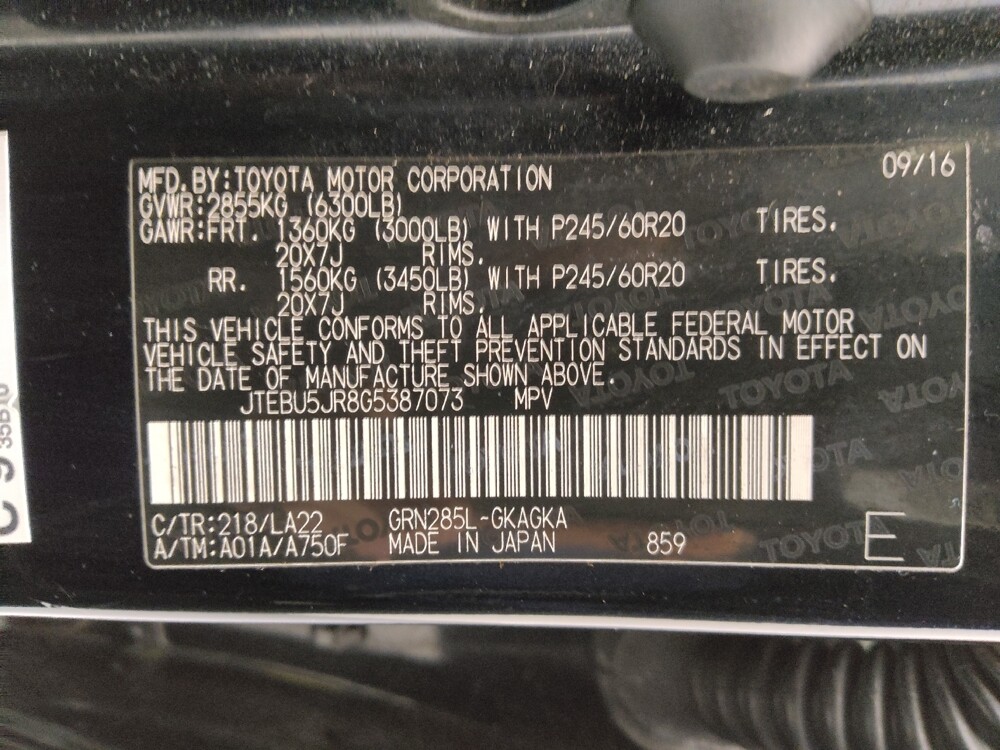 MFD.BY:TOYOTA MOTOR CORPORATION 09/16
GVWR:2855KG (6300LB)
GAWR:FRT. 1360KG (3000LB) WITH P245/60R20 TIRES.
20X7J RIMS.
RR. 1560KG (3450LB) WITH P245/60R20 TIRES.
20X7J RIMS.
THIS VEHICLE CONFORMS TO ALL APPLICABLE FEDERAL MOTOR
VEHICLE SAFETY AND THEFT PREVENTION STANDARDS IN EFFECT ON
THE DATE OF MANUFACTURE SHOWN ABOVE.
JTEBU5JR8G5387073 MPV
C/TR:218/LA22 GRN285L-GKAGKA
A/TM:A01A/A750F MADE IN JAPAN 859 E